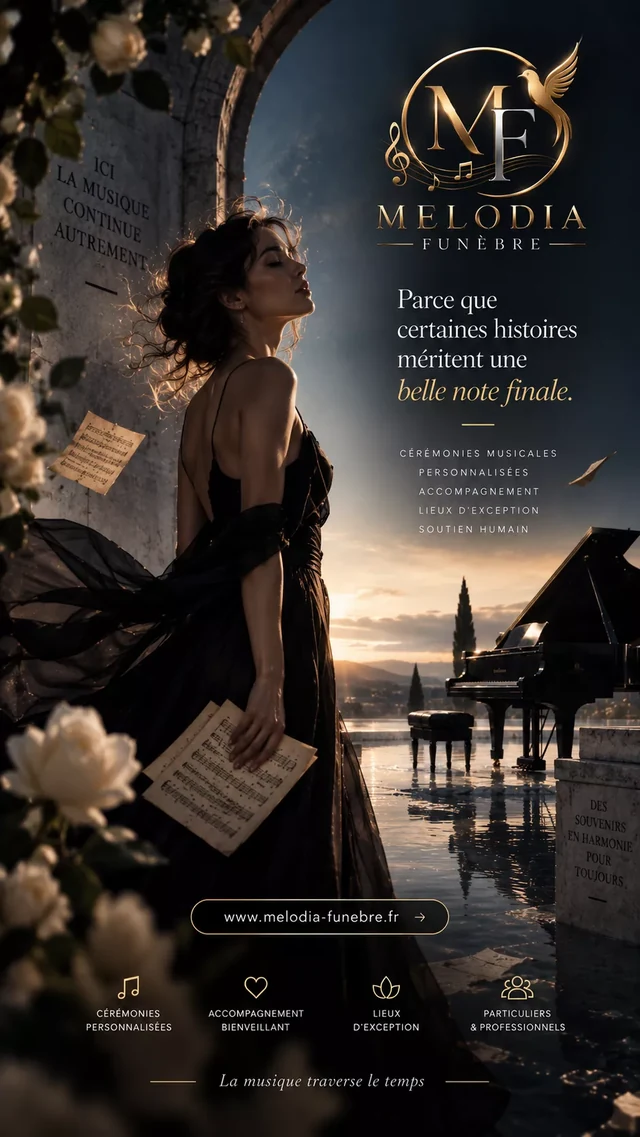 ICI
LA MUSIQUE
CONTINUE
AUTREMENT
MF
MELODIA
FUNÈBRE
Parce que
certaines histoires
méritent une
belle note finale.
CÉRÉMONIES MUSICALES
PERSONNALISÉES
ACCOMPAGNEMENT
LIEUX D'EXCEPTION
SOUTIEN HUMAIN
DES
SOUVENIRS
EN HARMONIE
POUR
TOUJOURS
www.melodia-funebre.fr →
CÉRÉMONIES
PERSONNALISÉES
ACCOMPAGNEMENT
BIENVEILLANT
LIEUX
D'EXCEPTION
PARTICULIERS
& PROFESSIONNELS
La musique traverse le temps